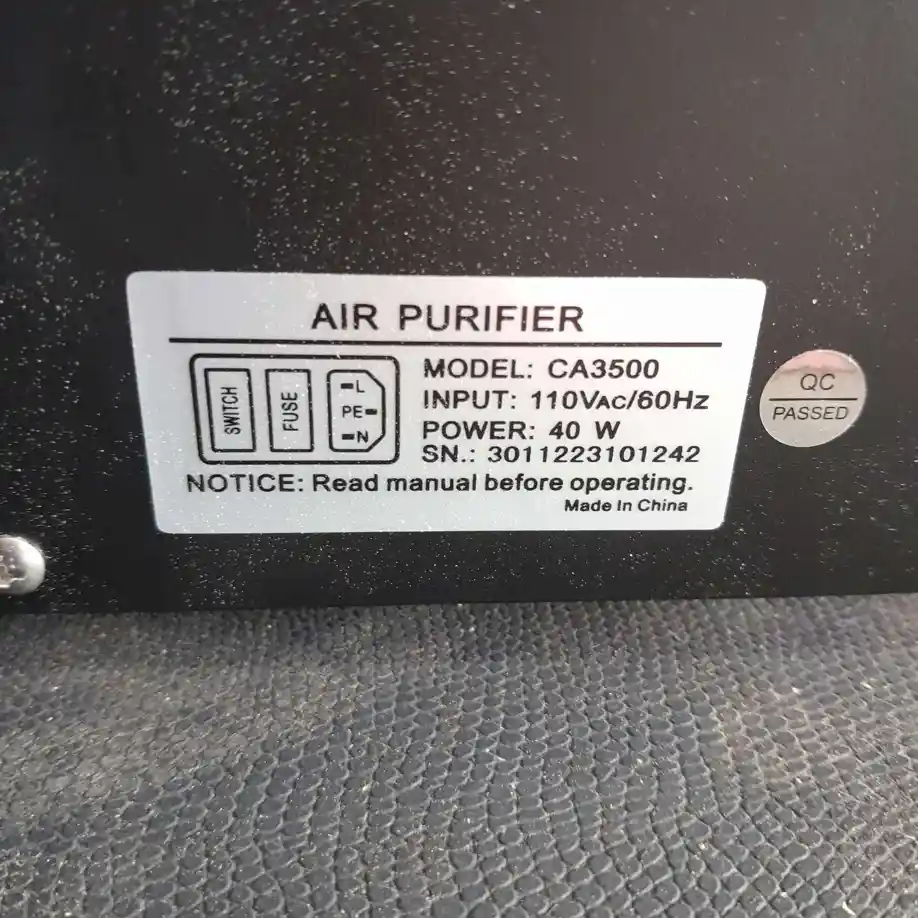 AIR PURIFIER
SWITCH
FUSE
L
PE
N
MODEL: CA3500
INPUT: 110VAC/60Hz
POWER: 40 W
SN.: 3011223101242
NOTICE: Read manual before operating.
Made In China
QC
PASSED